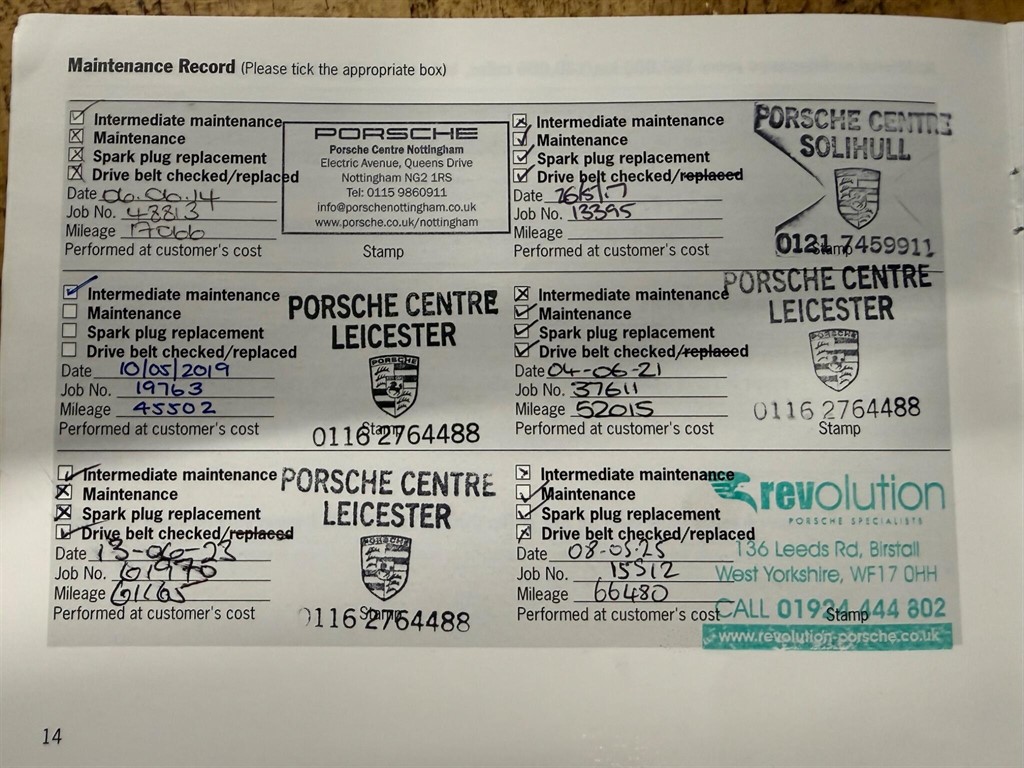 Maintenance Record (Please tick the appropriate box)
Intermediate maintenance
Maintenance
Spark plug replacement
Drive belt checked/replaced
Date 06.06.14
Job No. 48813
Mileage 17066
Performed at customer's cost
PORSCHE
Porsche Centre Nottingham
Electric Avenue, Queens Drive
Nottingham NG2 1RS
Tel: 0115 9860911
info@porschenottingham.co.uk
www.porsche.co.uk/nottingham
Stamp
Intermediate maintenance
Maintenance
Spark plug replacement
Drive belt checked/replaced
Date 26/5/17
Job No. 13395
Mileage
Performed at customer's cost
PORSCHE CENTRE
SOLIHULL
0121 7459911
Stamp
Intermediate maintenance
Maintenance
Spark plug replacement
Drive belt checked/replaced
Date 10/05/2019
Job No. 19763
Mileage 45502
Performed at customer's cost
PORSCHE CENTRE
LEICESTER
PORSCHE
0116 2764488
Stamp
Intermediate maintenance
Maintenance
Spark plug replacement
Drive belt checked/replaced
Date 04-06-21
Job No. 37611
Mileage 52015
Performed at customer's cost
PORSCHE CENTRE
LEICESTER
PORSCHE
0116 2764488
Stamp
Intermediate maintenance
Maintenance
Spark plug replacement
Drive belt checked/replaced
Date 13-06-23
Job No. 61970
Mileage 61165
Performed at customer's cost
PORSCHE CENTRE
LEICESTER
PORSCHE
0116 2764488
Stamp
Intermediate maintenance
Maintenance
Spark plug replacement
Drive belt checked/replaced
Date 08-05-25
Job No. 15512
Mileage 66480
Performed at customer's cost
revolution
PORSCHE SPECIALISTS
136 Leeds Rd, Birstall
West Yorkshire, WF17 0HH
CALL 01924 444 802
Stamp
www.revolution-porsche.co.uk
14